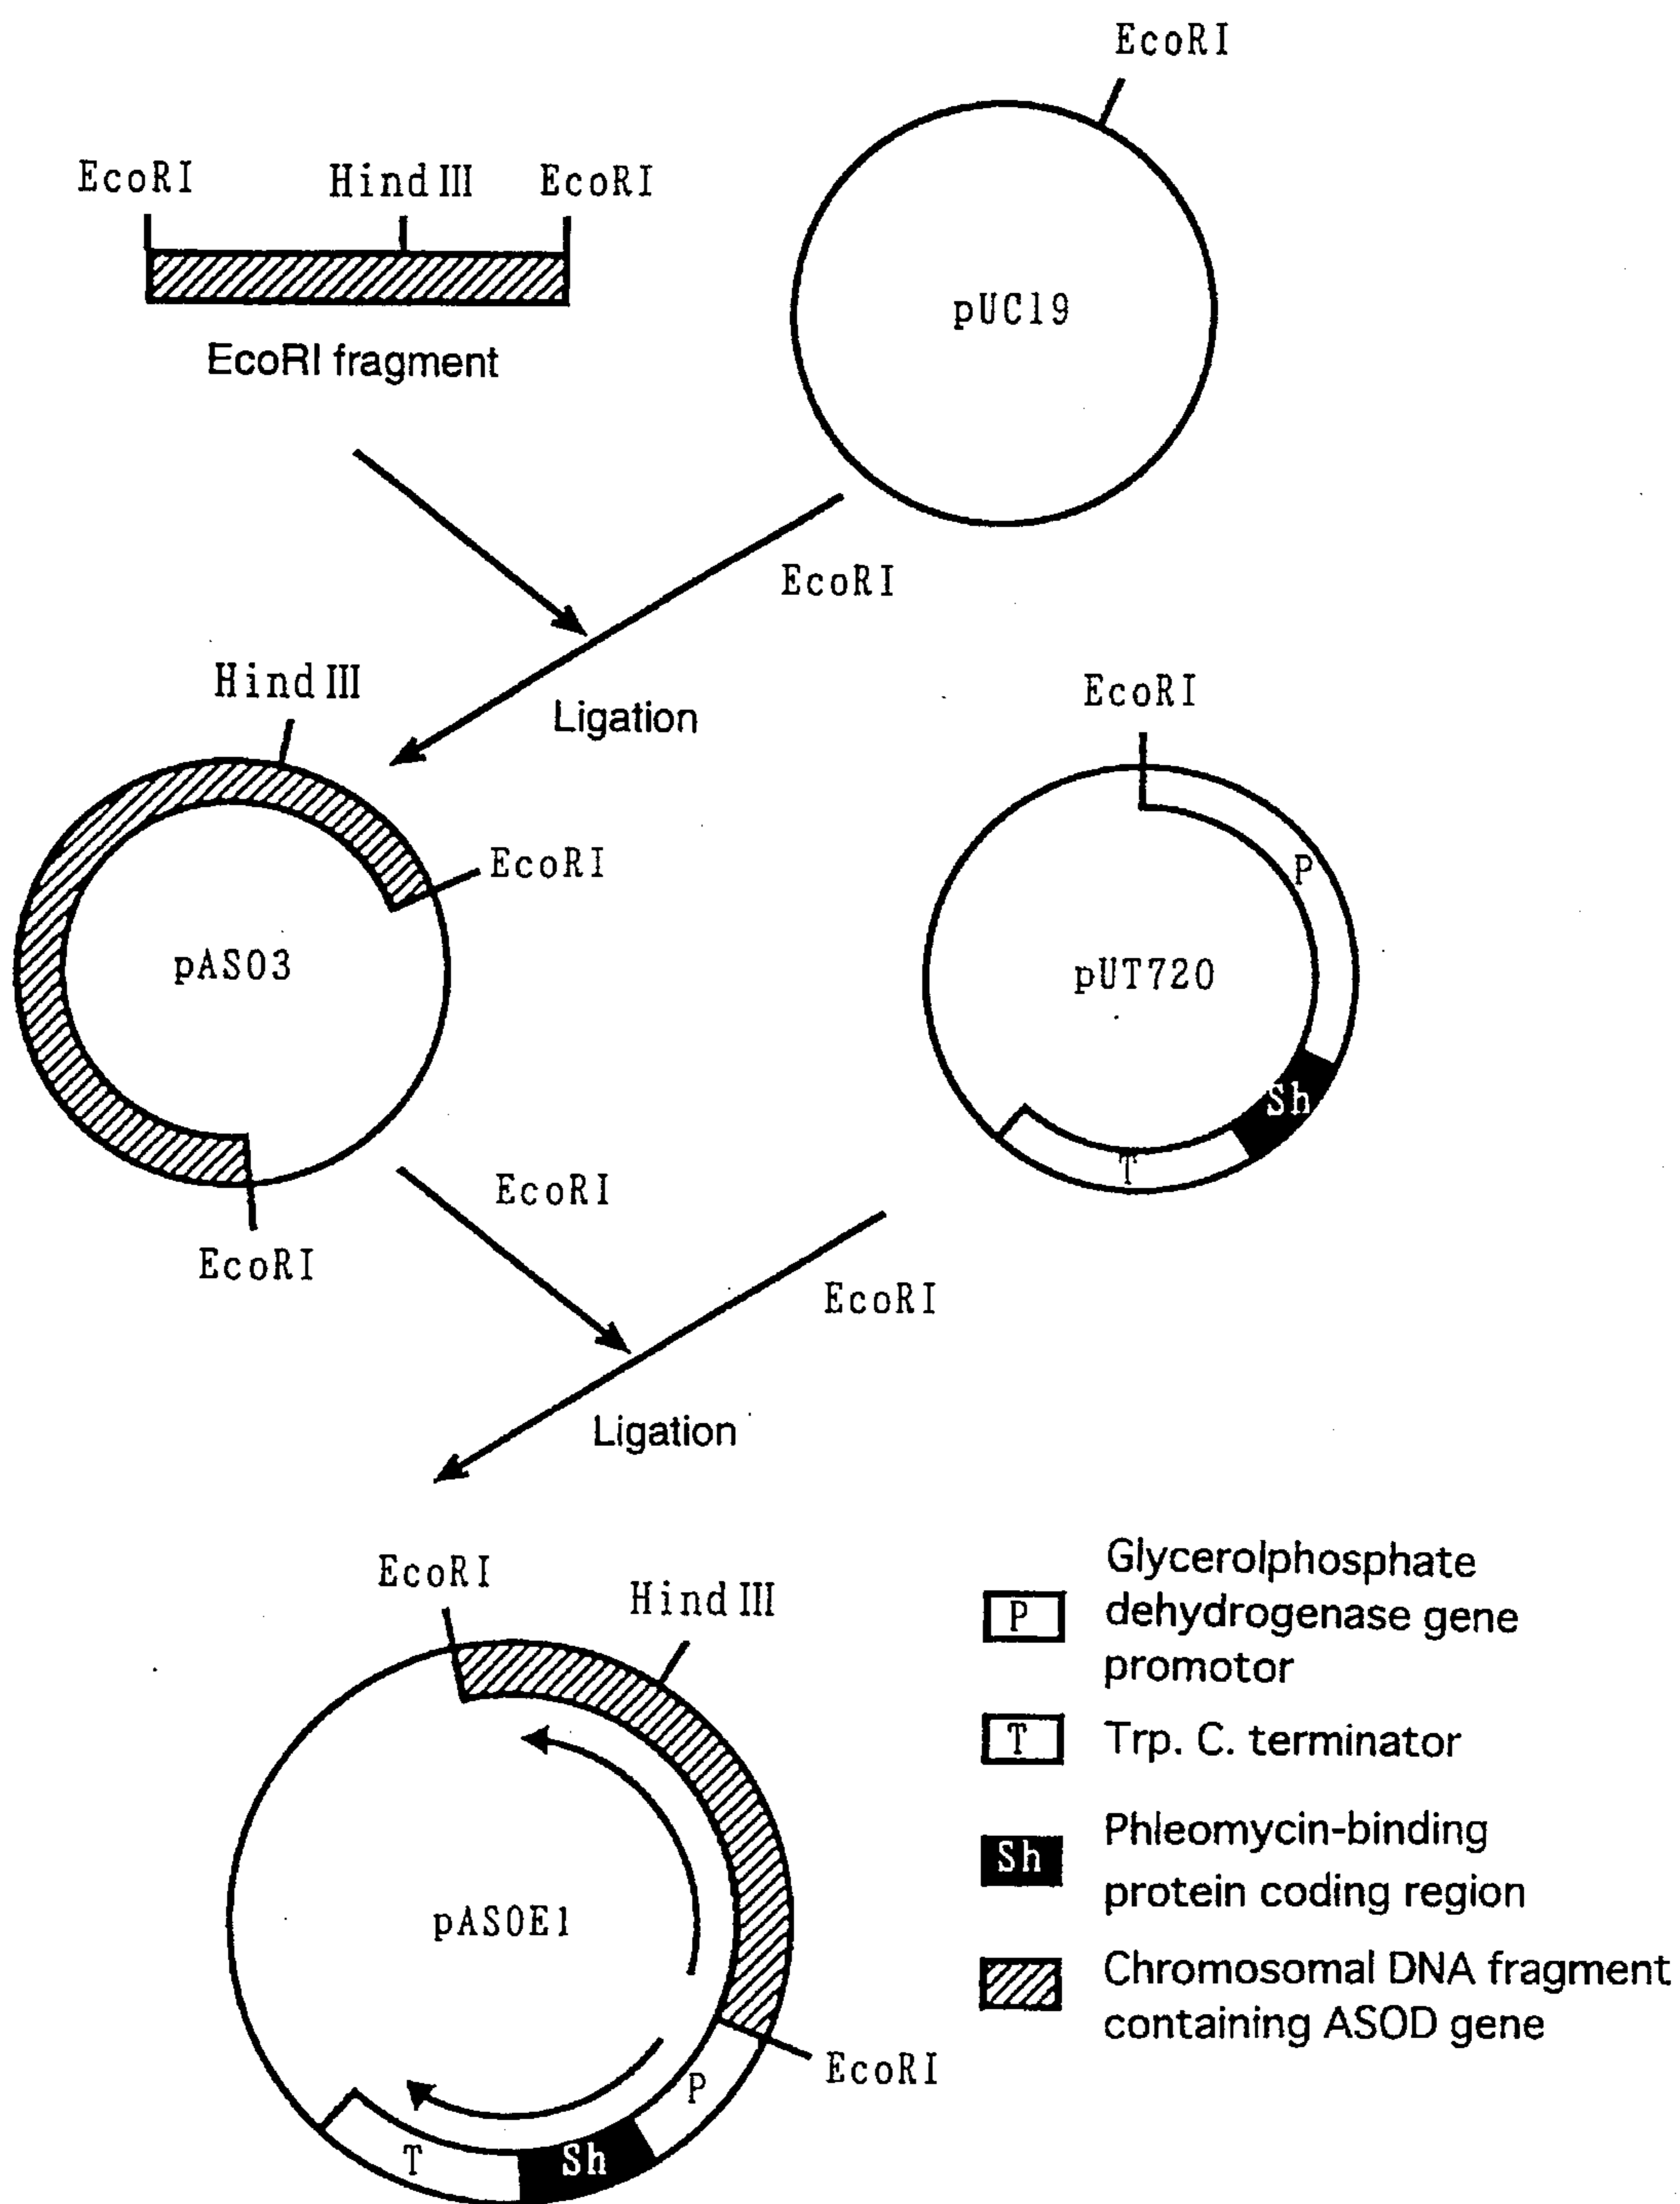 EcoRI
EcoRI
Hind III
EcoRI
pUC19
EcoRI fragment
EcoRI
Ligation
Hind III
EcoRI
EcoRI
P
pASO3
pUT720
Sh
T
EcoRI
EcoRI
EcoRI
Ligation
EcoRI
Hind III
pASOE1
EcoRI
P
Sh
T
P
Glycerolphosphate
dehydrogenase gene
promotor
T
Trp. C. terminator
Sh
Phleomycin-binding
protein coding region
Chromosomal DNA fragment
containing ASOD gene